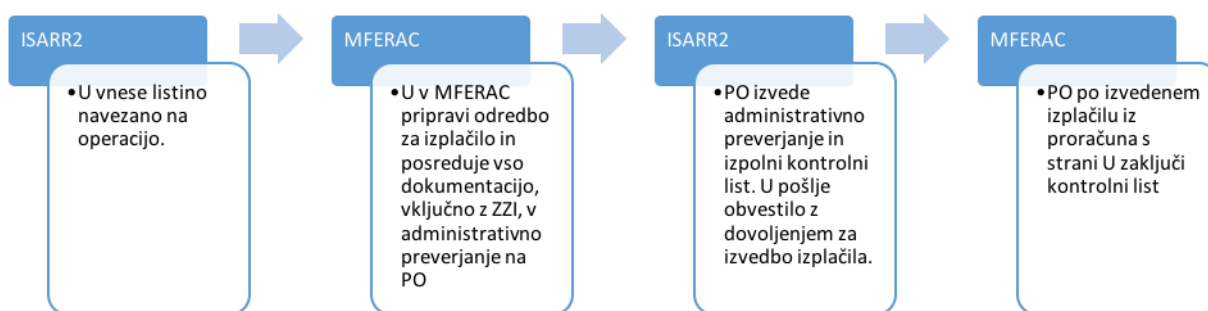 ISARR2
•U vnese listino
navezano na
operacijo.
MFERAC
•U v MFERAC
pripravi odredbo
za izplačilo in
posreduje vso
dokumentacijo,
vključno z ZZI, v
administrativno
preverjanje na
PO
ISARR2
•PO izvede
administrativno
preverjanje in
izpolni kontrolni
list. U pošlje
obvestilo z
dovoljenjem za
izvedbo izplačila.
MFERAC
•PO po izvedenem
izplačilu iz
proračuna s
strani U zaključi
kontrolni list